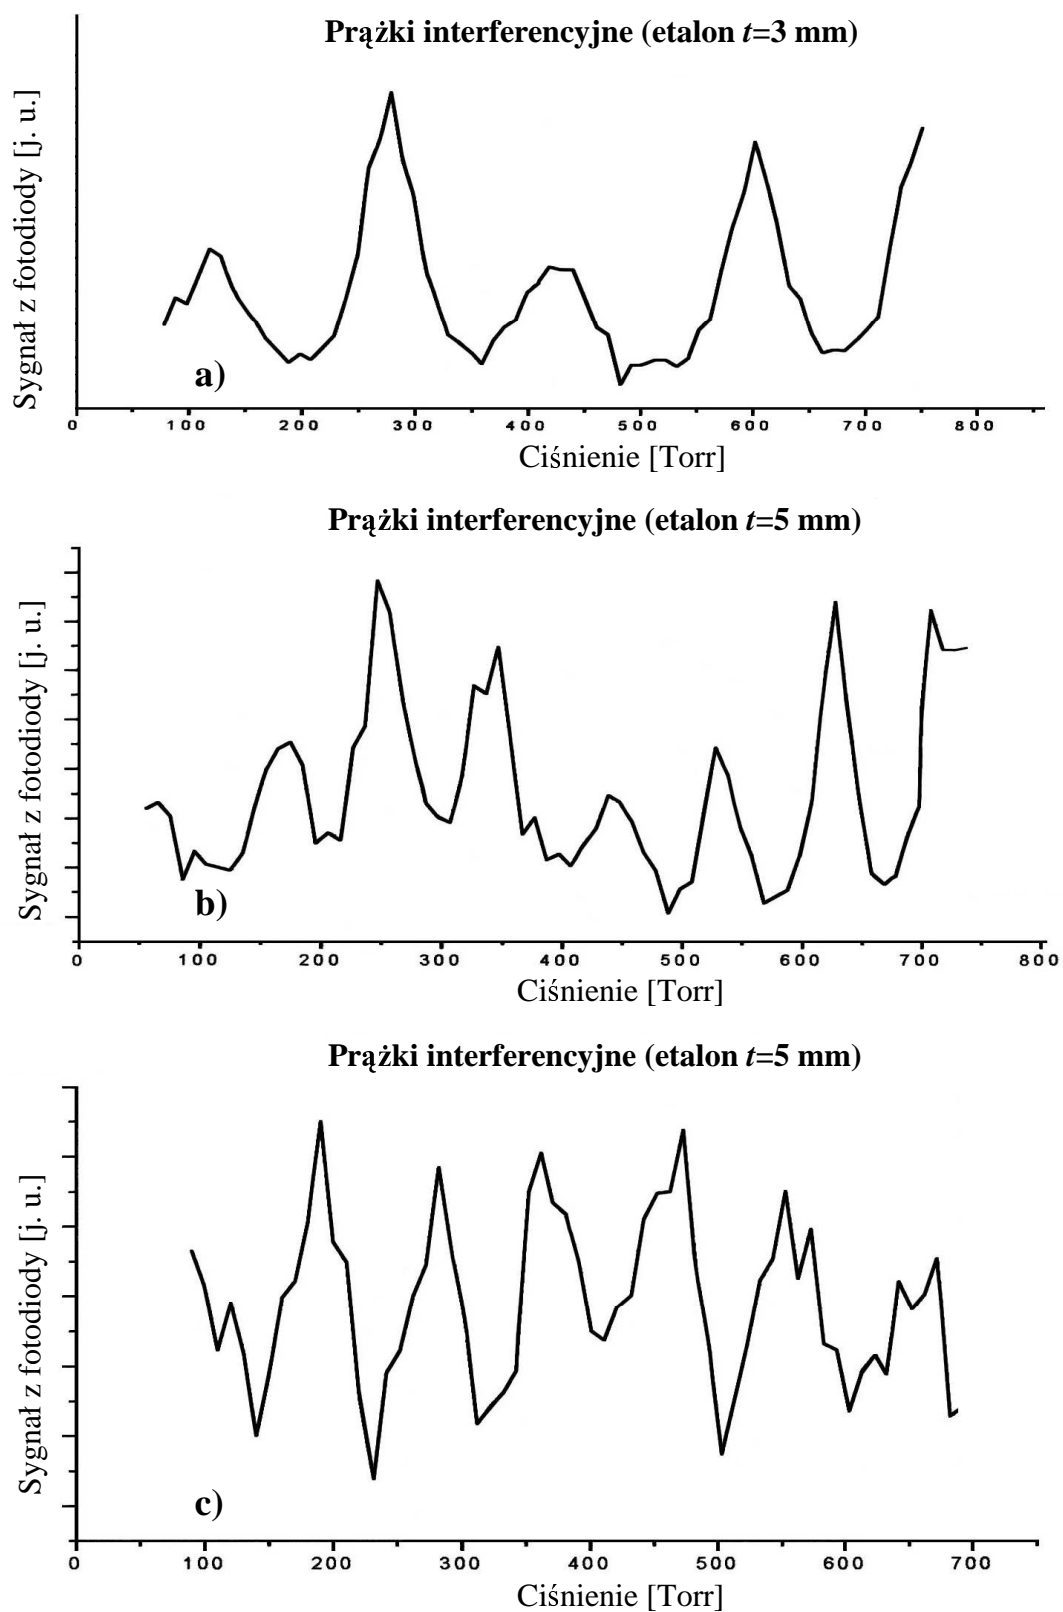 Prążki interferencyjne (etalon t=3 mm)
Sygnał z fotodiody [j. u.]
a)
0 100 200 300 400 500 600 700 800
Ciśnienie [Torr]
Prążki interferencyjne (etalon t=5 mm)
Sygnał z fotodiody [j. u.]
b)
0 100 200 300 400 500 600 700 800
Ciśnienie [Torr]
Prążki interferencyjne (etalon t=5 mm)
Sygnał z fotodiody [j. u.]
c)
0 100 200 300 400 500 600 700
Ciśnienie [Torr]